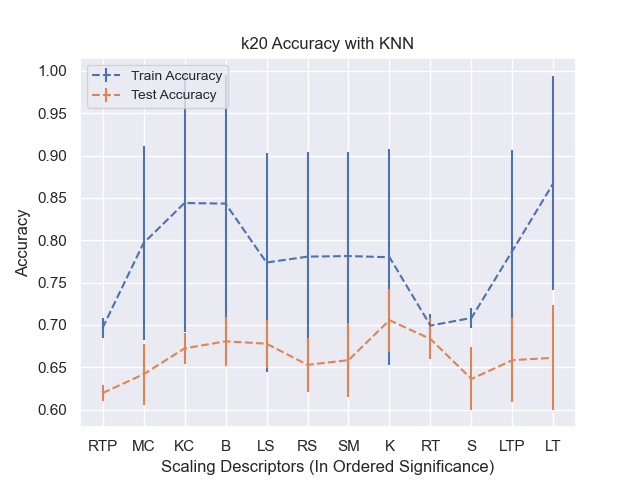 k20 Accuracy with KNN
Train Accuracy
Test Accuracy
1.00
0.95
0.90
0.85
0.80
0.75
0.70
0.65
0.60
Accuracy
RTP MC KC B LS RS SM K RT S LTP LT
Scaling Descriptors (In Ordered Significance)